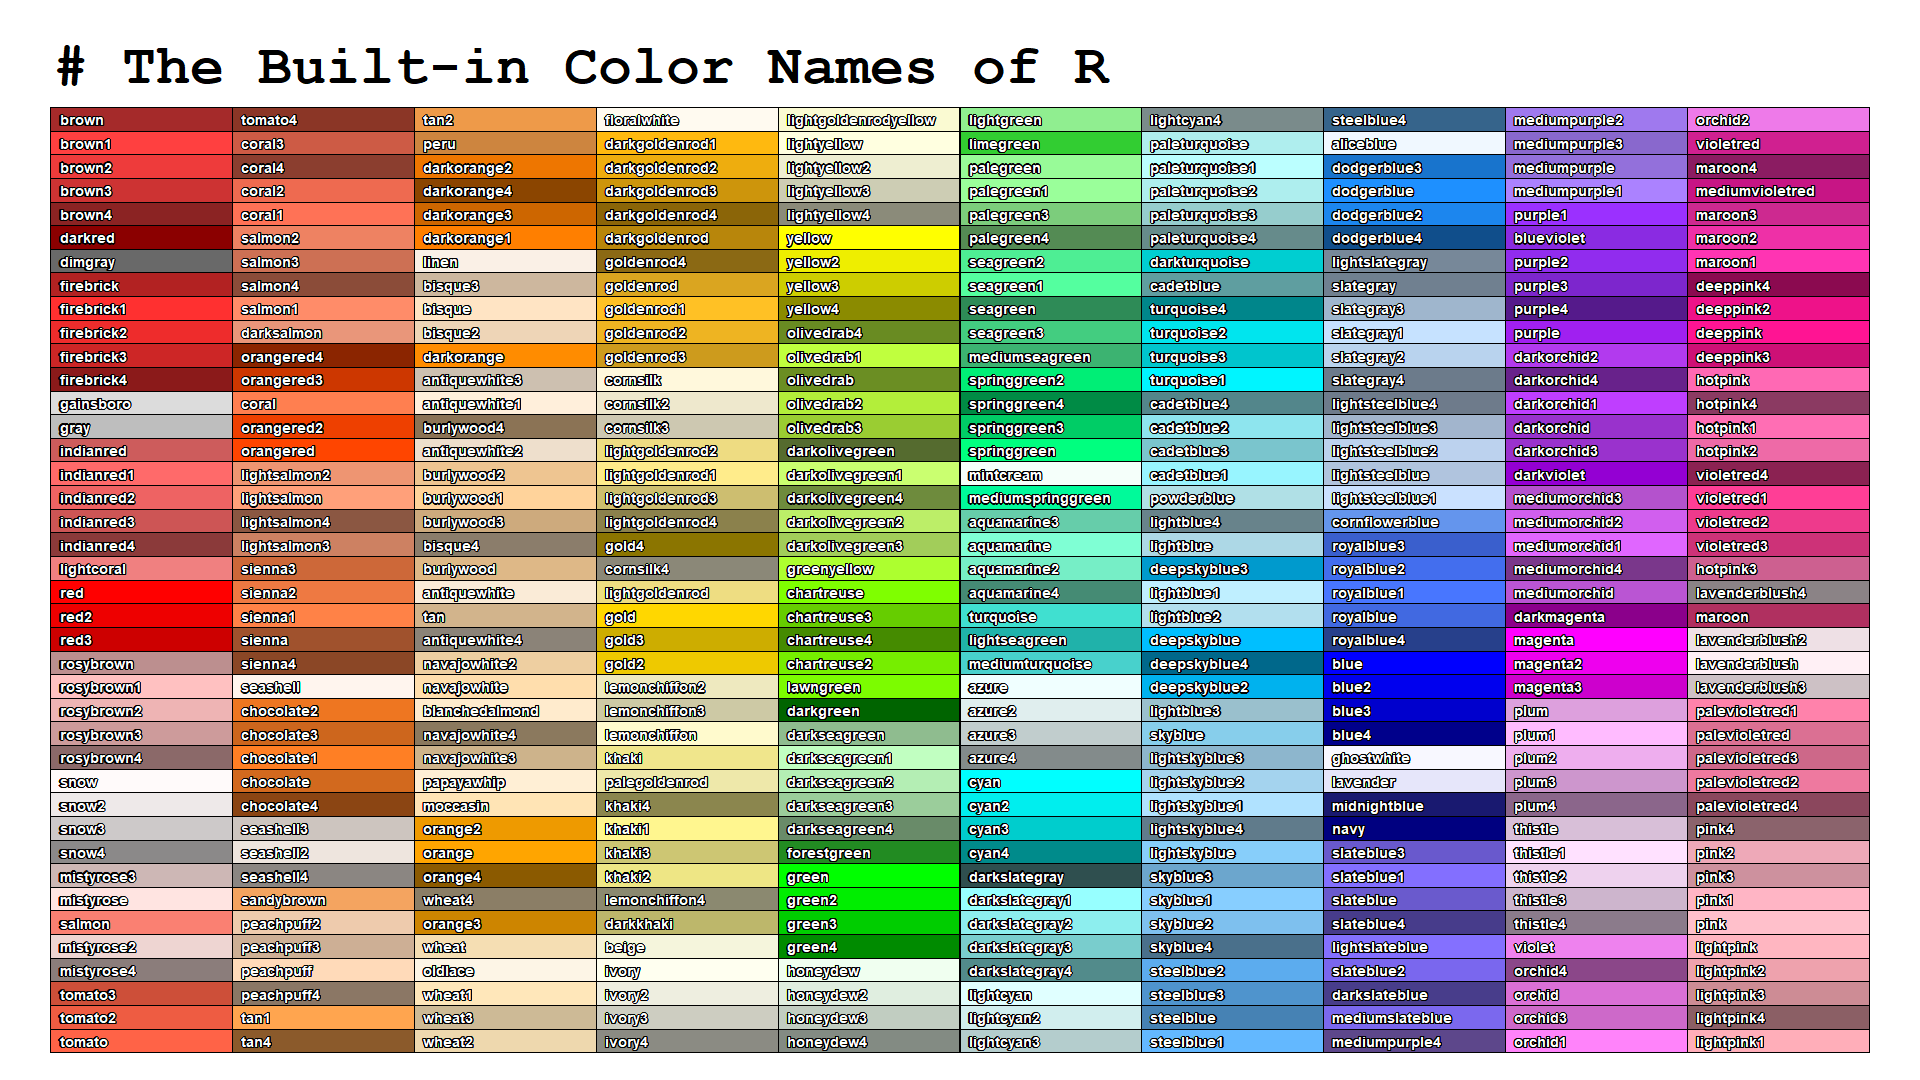 # The Built-in Color Names of R
brown tomato4 tan2 floralwhite lightgoldenrodyellow lightgreen lightcyan4 steelblue4 mediumpurple2 orchid2
brown1 coral3 peru darkgoldenrod1 lightyellow limegreen paleturquoise aliceblue mediumpurple3 violetred
brown2 coral4 darkorange2 darkgoldenrod2 lightyellow2 palegreen paleturquoise1 dodgerblue3 mediumpurple maroon4
brown3 coral2 darkorange4 darkgoldenrod3 lightyellow3 palegreen1 paleturquoise2 dodgerblue mediumpurple1 mediumvioletred
brown4 coral1 darkorange3 darkgoldenrod4 lightyellow4 palegreen3 paleturquoise3 dodgerblue2 purple1 maroon3
darkred salmon2 darkorange1 darkgoldenrod yellow palegreen4 paleturquoise4 dodgerblue4 blueviolet maroon2
dimgray salmon3 linen goldenrod4 yellow2 seagreen2 darkturquoise lightslategray purple2 maroon1
firebrick salmon4 bisque3 goldenrod yellow3 seagreen1 cadetblue slategray purple3 deeppink4
firebrick1 salmon1 bisque goldenrod1 yellow4 seagreen turquoise4 slategray3 purple4 deeppink2
firebrick2 darksalmon bisque2 goldenrod2 olivedrab4 seagreen3 turquoise2 slategray1 purple deeppink
firebrick3 orangered4 darkorange goldenrod3 olivedrab1 mediumseagreen turquoise3 slategray2 darkorchid2 deeppink3
firebrick4 orangered3 antiquewhite3 cornsilk olivedrab springgreen2 turquoise1 slategray4 darkorchid4 hotpink
gainsboro coral antiquewhite1 cornsilk2 olivedrab2 springgreen4 cadetblue4 lightsteelblue4 darkorchid1 hotpink4
gray orangered2 burlywood4 cornsilk3 olivedrab3 springgreen3 cadetblue2 lightsteelblue3 darkorchid hotpink1
indianred orangered antiquewhite2 lightgoldenrod2 darkolivegreen springgreen cadetblue3 lightsteelblue2 darkorchid3 hotpink2
indianred1 lightsalmon2 burlywood2 lightgoldenrod1 darkolivegreen1 mintcream cadetblue1 lightsteelblue darkviolet violetred4
indianred2 lightsalmon burlywood1 lightgoldenrod3 darkolivegreen4 mediumspringgreen powderblue lightsteelblue1 mediumorchid3 violetred1
indianred3 lightsalmon4 burlywood3 lightgoldenrod4 darkolivegreen2 aquamarine3 lightblue4 cornflowerblue mediumorchid2 violetred2
indianred4 lightsalmon3 bisque4 gold4 darkolivegreen3 aquamarine lightblue royalblue3 mediumorchid1 violetred3
lightcoral sienna3 burlywood cornsilk4 greenyellow aquamarine2 deepskyblue3 royalblue2 mediumorchid4 hotpink3
red sienna2 antiquewhite lightgoldenrod chartreuse aquamarine4 lightblue1 royalblue1 mediumorchid lavenderblush4
red2 sienna1 tan gold chartreuse3 turquoise lightblue2 royalblue darkmagenta maroon
red3 sienna antiquewhite4 gold3 chartreuse4 lightseagreen deepskyblue royalblue4 magenta lavenderblush2
rosybrown sienna4 navajowhite2 gold2 chartreuse2 mediumturquoise deepskyblue4 blue magenta2 lavenderblush
rosybrown1 seashell navajowhite lemonchiffon2 lawngreen azure deepskyblue2 blue2 magenta3 lavenderblush3
rosybrown2 chocolate2 blanchedalmond lemonchiffon3 darkgreen azure2 lightblue3 blue3 plum palevioletred1
rosybrown3 chocolate3 navajowhite4 lemonchiffon darkseagreen azure3 skyblue blue4 plum1 palevioletred
rosybrown4 chocolate1 navajowhite3 khaki darkseagreen1 azure4 lightskyblue3 ghostwhite plum2 palevioletred3
snow chocolate papayawhip palegoldenrod darkseagreen2 cyan lightskyblue2 lavender plum3 palevioletred2
snow2 chocolate4 moccasin khaki4 darkseagreen3 cyan2 lightskyblue1 midnightblue plum4 palevioletred4
snow3 seashell3 orange2 khaki1 darkseagreen4 cyan3 lightskyblue4 navy thistle pink4
snow4 seashell2 orange khaki3 forestgreen cyan4 lightskyblue slateblue3 thistle1 pink2
mistyrose3 seashell4 orange4 khaki2 green darkslategray skyblue3 slateblue1 thistle2 pink3
mistyrose sandybrown wheat4 lemonchiffon4 green2 darkslategray1 skyblue1 slateblue thistle3 pink1
salmon peachpuff2 orange3 darkkhaki green3 darkslategray2 skyblue2 slateblue4 thistle4 pink
mistyrose2 peachpuff3 wheat beige green4 darkslategray3 skyblue4 lightslateblue violet lightpink
mistyrose4 peachpuff oldlace ivory honeydew darkslategray4 steelblue2 slateblue2 orchid4 lightpink2
tomato3 peachpuff4 wheat1 ivory2 honeydew2 lightcyan steelblue3 darkslateblue orchid lightpink3
tomato2 tan1 wheat3 ivory3 honeydew3 lightcyan2 steelblue mediumslateblue orchid3 lightpink4
tomato tan4 wheat2 ivory4 honeydew4 lightcyan3 steelblue1 mediumpurple4 orchid1 lightpink1